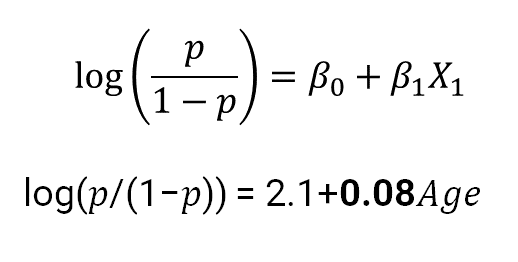 log(p/(1 − p)) = β₀ + β₁X₁
log(p/(1−p)) = 2.1+0.08Age